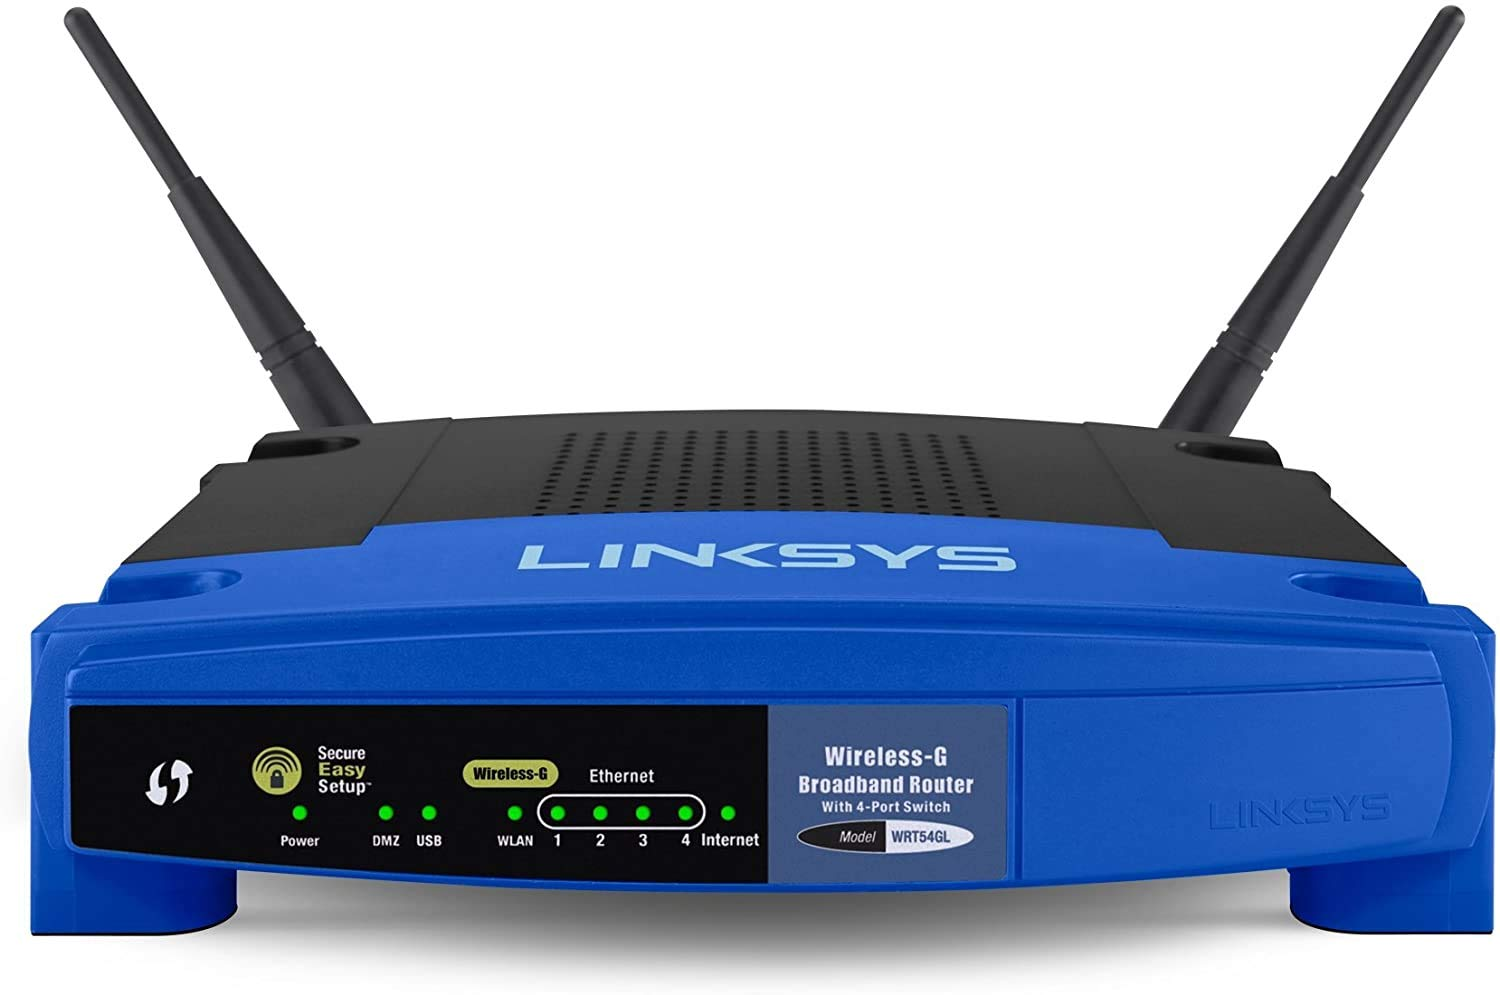 LINKSYS
Secure
Easy
Setup™
Wireless-G
Ethernet
Power
DMZ
USB
WLAN
1
2
3
4
Internet
Wireless-G
Broadband Router
With 4-Port Switch
Model WRT54GL
LINKSYS